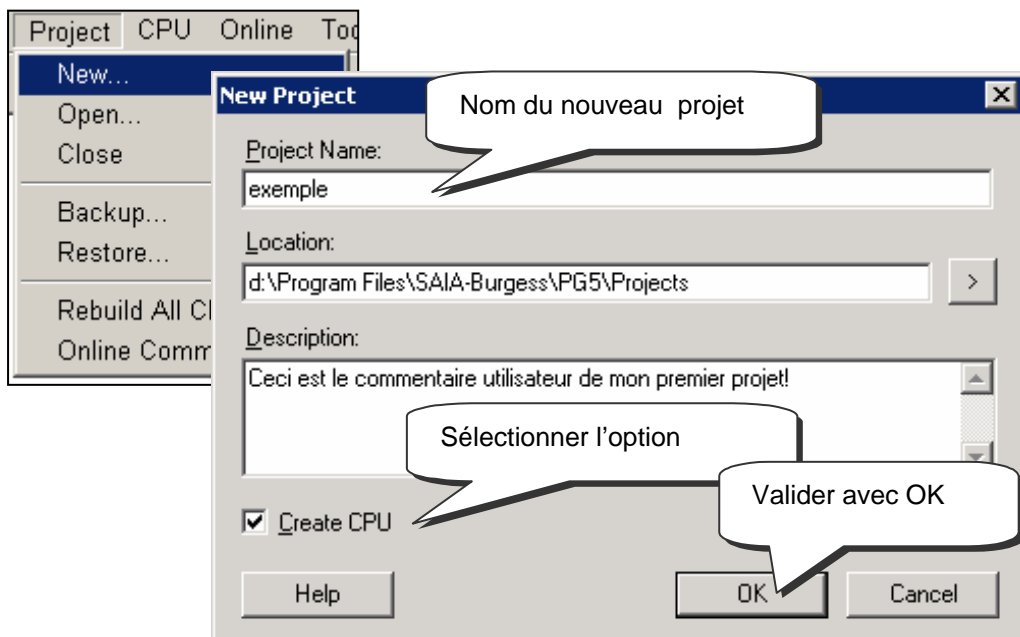 Project CPU Online
New...
Open...
Close
Backup...
Restore...
Rebuild All
Online
New Project
Nom du nouveau projet
Project Name:
exemple
Location:
d:\Program Files\SAIA-Burgess\PG5\Projects
>
Description:
Ceci est le commentaire utilisateur de mon premier projet!
Sélectionner l’option
Valider avec OK
Create CPU
Help
OK
Cancel